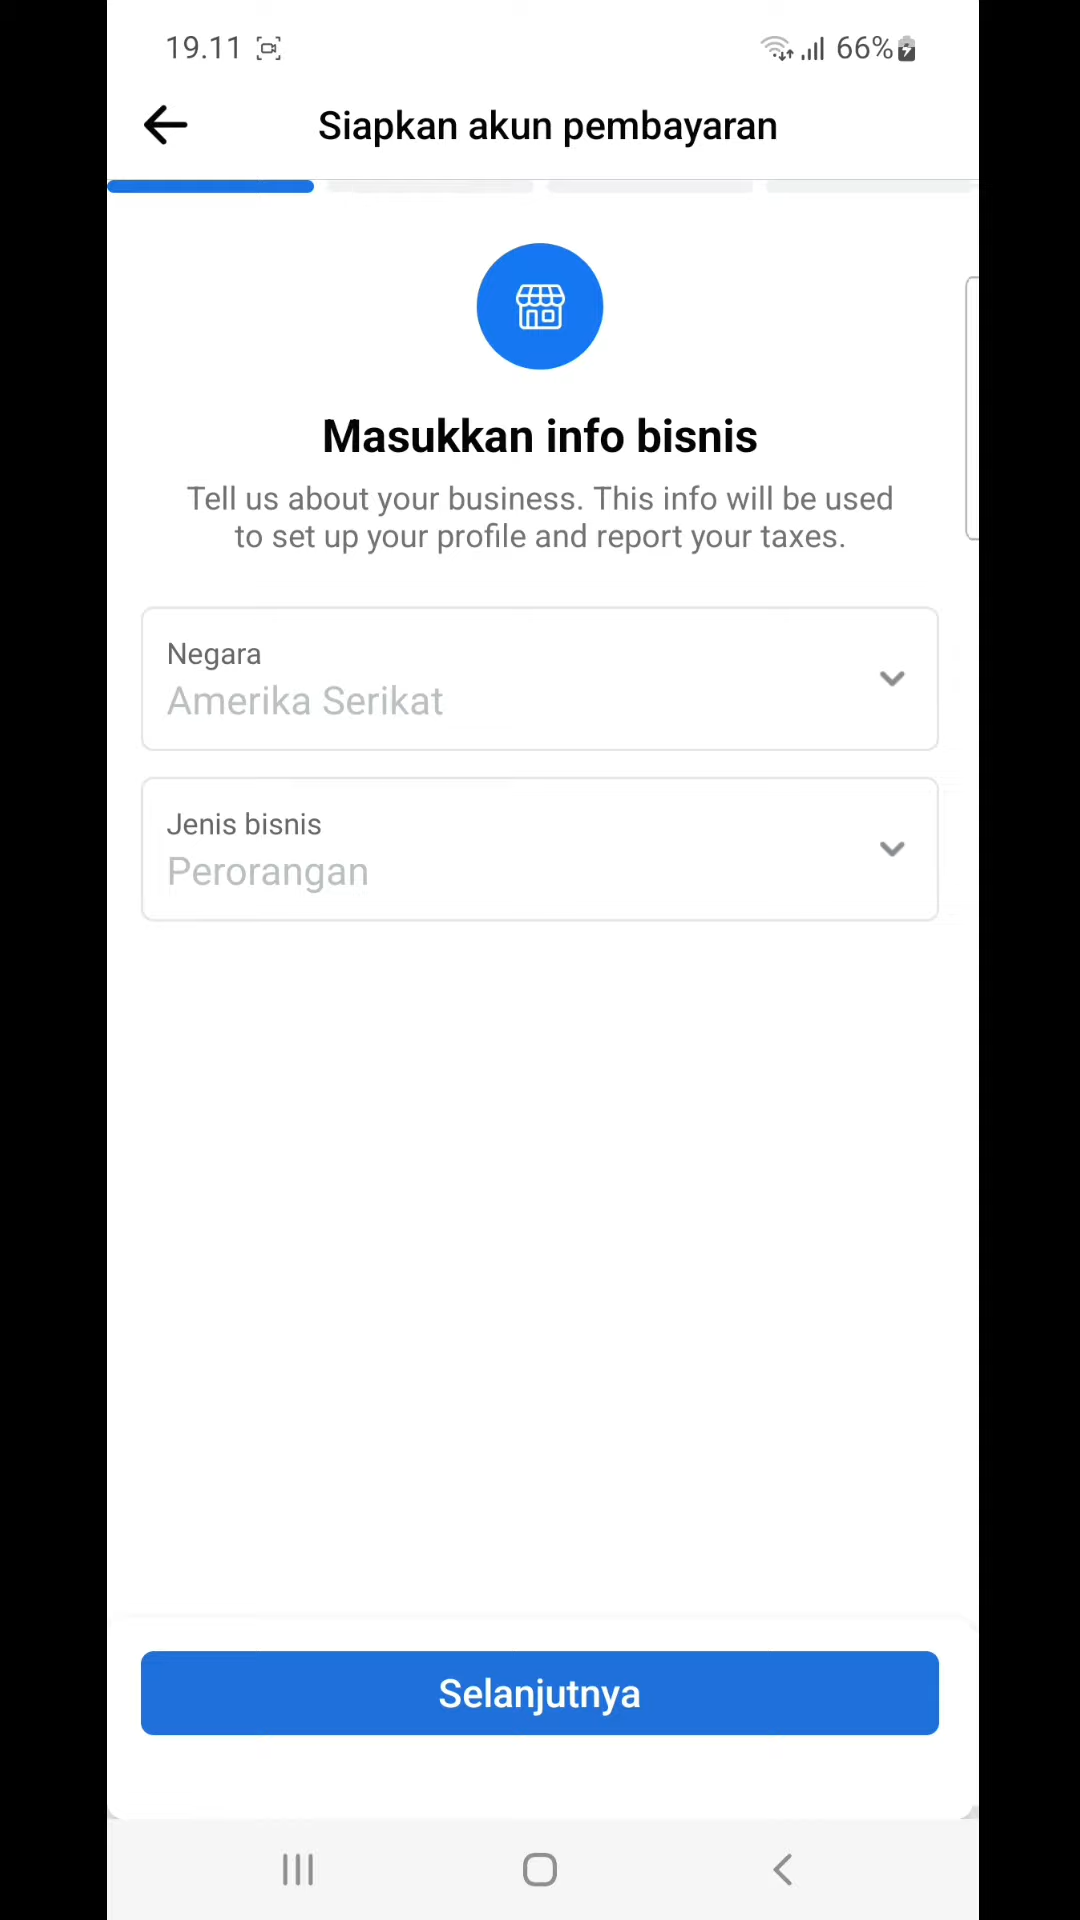 19.11
66%
Siapkan akun pembayaran
Masukkan info bisnis
Tell us about your business. This info will be used
to set up your profile and report your taxes.
Negara
Amerika Serikat
Jenis bisnis
Perorangan
Selanjutnya